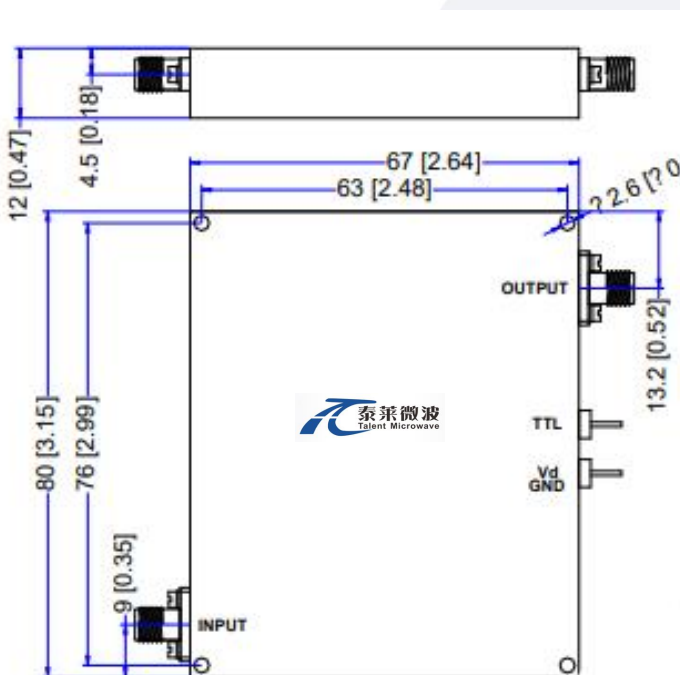 12 [0.47]
4.5 [0.18]
67 [2.64]
63 [2.48]
? 2.6 [? 0
OUTPUT
13.2 [0.52]
泰莱微波
Talent Microwave
TTL
Vd
GND
80 [3.15]
76 [2.99]
9 [0.35]
INPUT